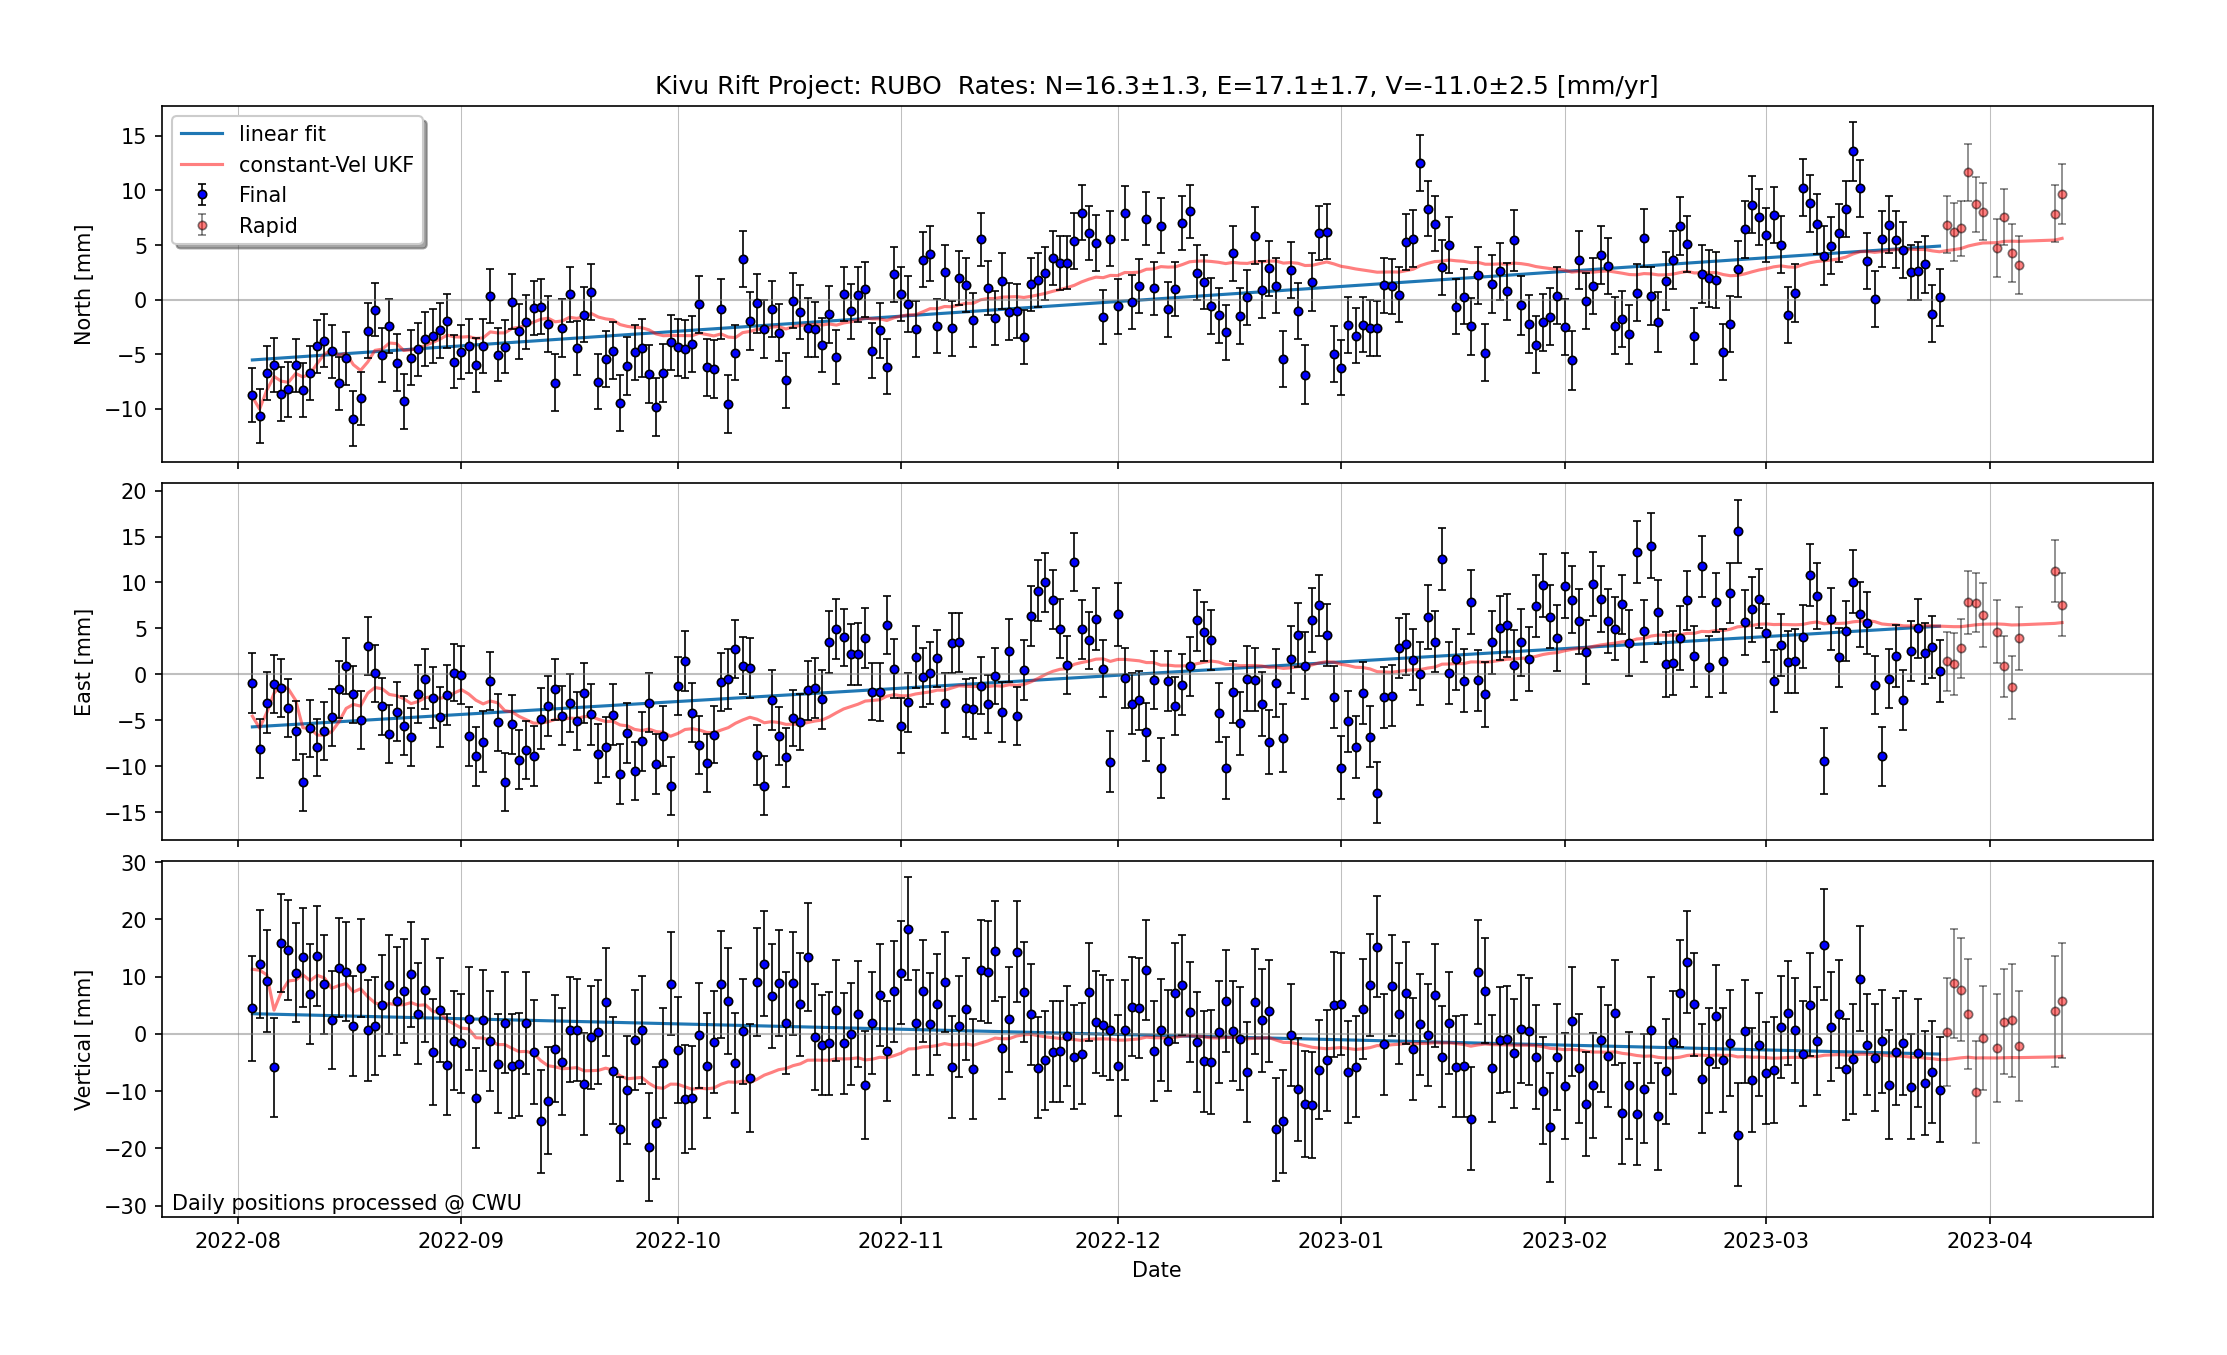 Kivu Rift Project: RUBO  Rates: N=16.3±1.3, E=17.1±1.7, V=-11.0±2.5 [mm/yr]
linear fit
constant-Vel UKF
Final
Rapid
North [mm]
15
10
5
0
−5
−10
East [mm]
20
15
10
5
0
−5
−10
−15
Vertical [mm]
30
20
10
0
−10
−20
−30
Daily positions processed @ CWU
2022-08 2022-09 2022-10 2022-11 2022-12 2023-01 2023-02 2023-03 2023-04
Date